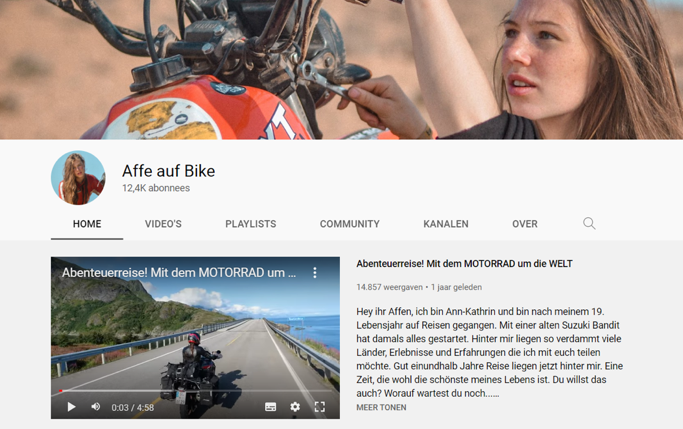 YT
Affe auf Bike
12,4K abonnees
HOME VIDEO'S PLAYLISTS COMMUNITY KANALEN OVER
Abenteuerreise! Mit dem MOTORRAD um ...
0:03 / 4:58
Abenteuerreise! Mit dem MOTORRAD um die WELT
14.857 weergaven • 1 jaar geleden
Hey ihr Affen, ich bin Ann-Kathrin und bin nach meinem 19.
Lebensjahr auf Reisen gegangen. Mit einer alten Suzuki Bandit
hat damals alles gestartet. Hinter mir liegen so verdammt viele
Länder, Erlebnisse und Erfahrungen die ich mit euch teilen
möchte. Gut einundhalb Jahre Reise liegen jetzt hinter mir. Eine
Zeit, die wohl die schönste meines Lebens ist. Du willst das
auch? Worauf wartest du noch......
MEER TONEN